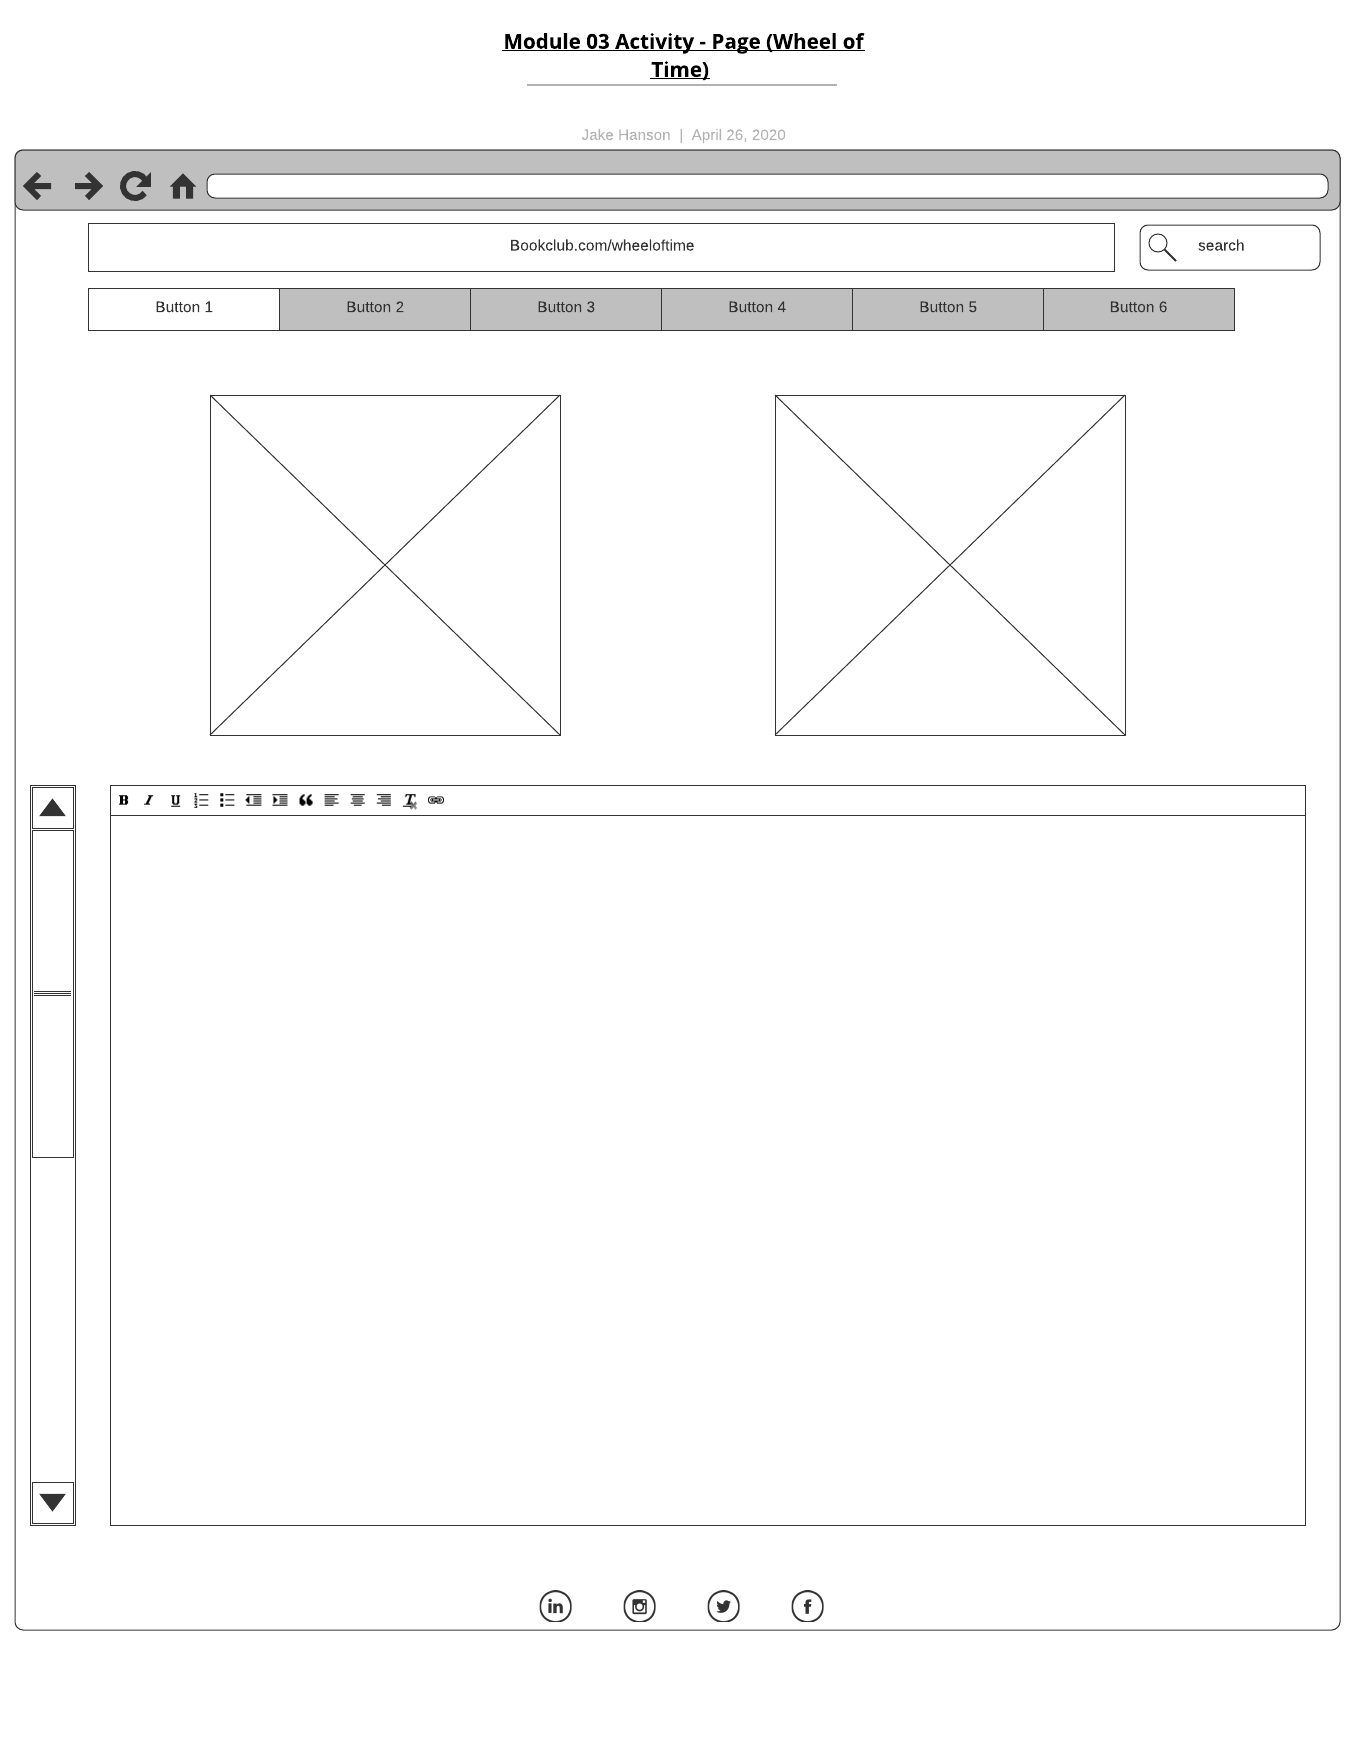 Module 03 Activity - Page (Wheel of
Time)
Jake Hanson | April 26, 2020
Bookclub.com/wheeloftime
search
Button 1 Button 2 Button 3 Button 4 Button 5 Button 6
B I U T
in f